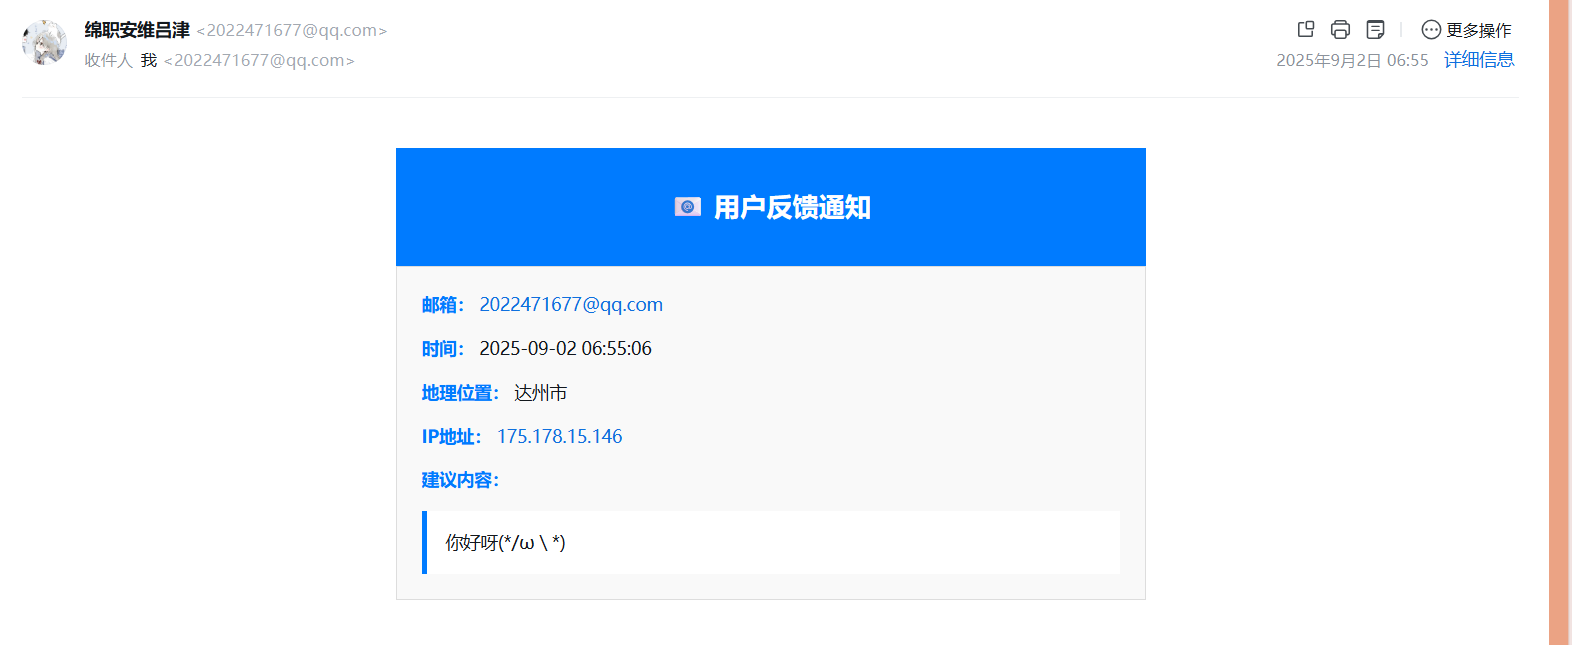 绵职安维吕津 <2022471677@qq.com>
更多操作
收件人 我 <2022471677@qq.com>
2025年9月2日 06:55 详细信息
用户反馈通知
邮箱： 2022471677@qq.com
时间： 2025-09-02 06:55:06
地理位置： 达州市
IP地址： 175.178.15.146
建议内容：
你好呀(*/ω＼*)